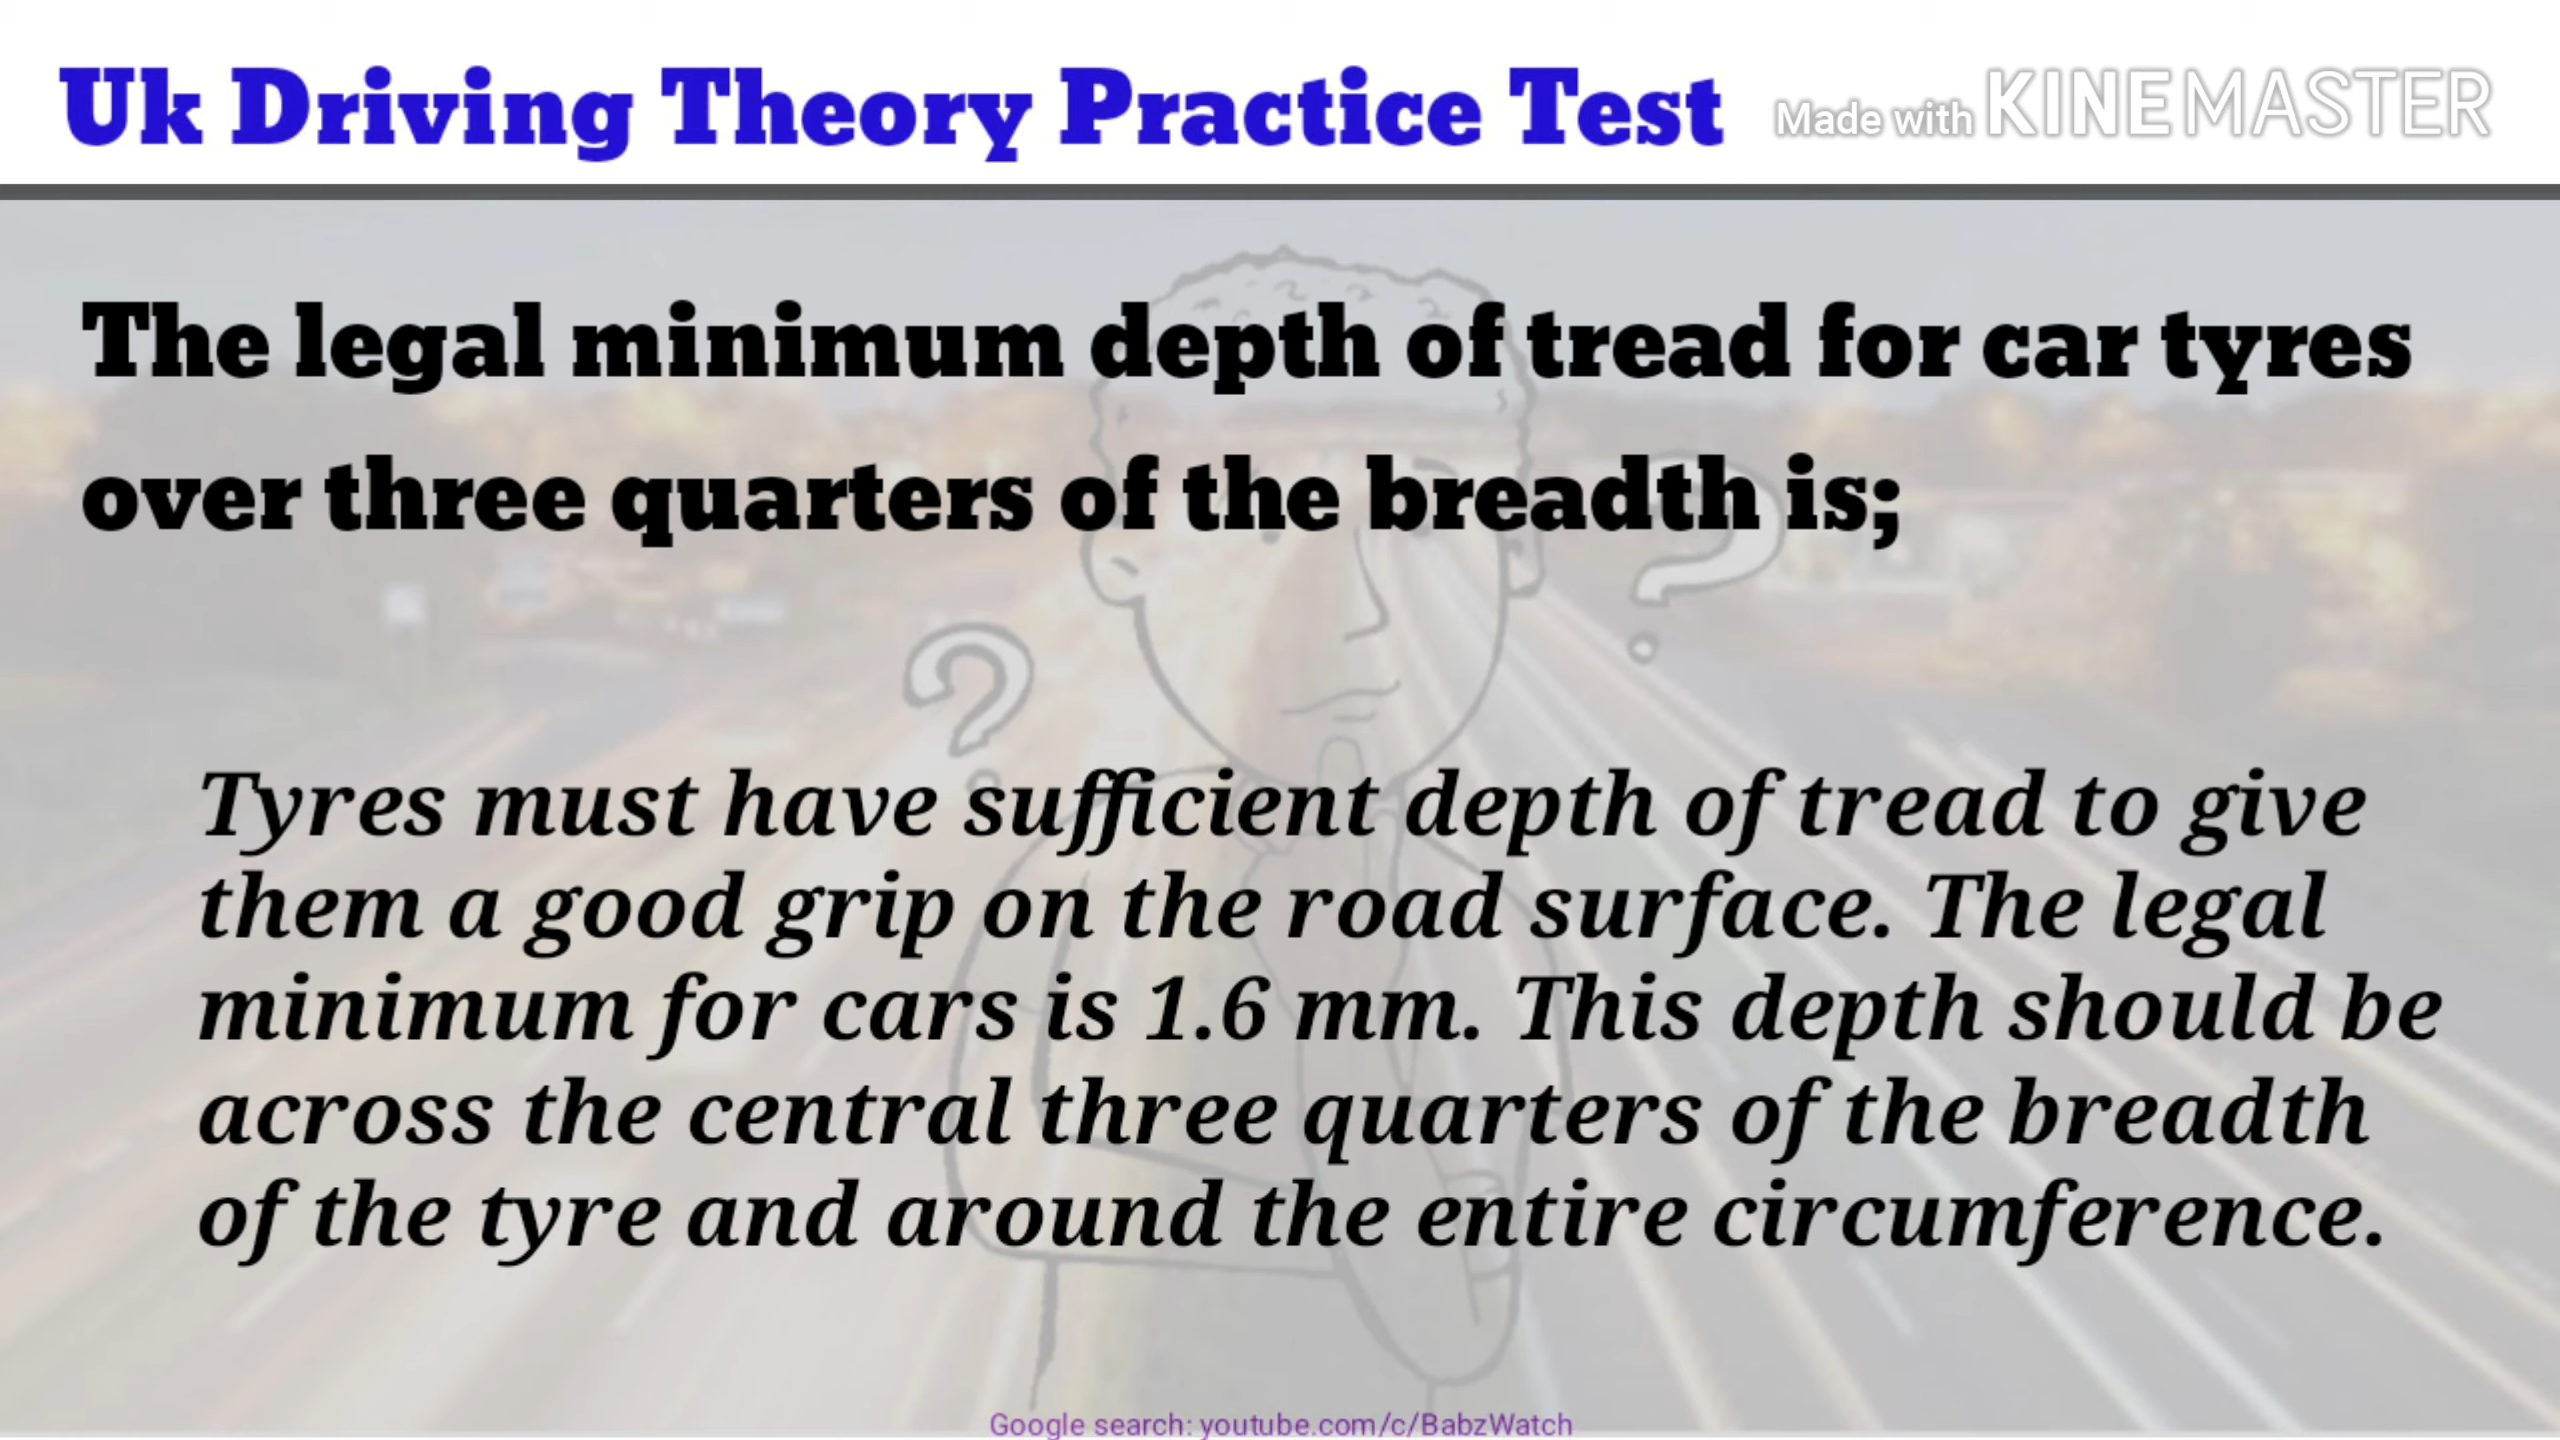 Uk Driving Theory Practice Test
Made with KINEMASTER
The legal minimum depth of tread for car tyres
over three quarters of the breadth is;
Tyres must have sufficient depth of tread to give
them a good grip on the road surface. The legal
minimum for cars is 1.6 mm. This depth should be
across the central three quarters of the breadth
of the tyre and around the entire circumference.
Google search: youtube.com/c/BabzWatch